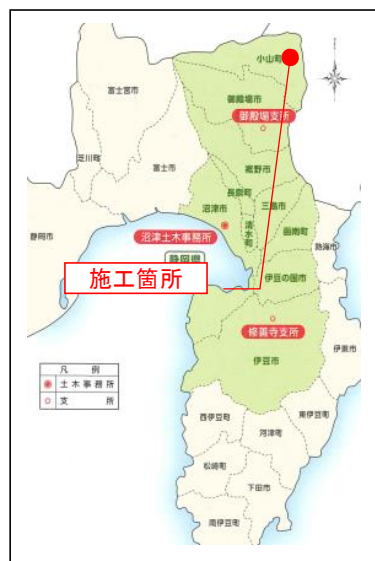 小山町
富士宮市
御殿場市
御殿場支所
芝川町
富士市
裾野市
長泉町
三島市
沼津市
清水町
函南町
静岡市
沼津土木事務所
熱海市
静岡県
施工箇所
伊豆の国市
修善寺支所
伊東市
伊豆市
凡 例
土木事務所
支 所
西伊豆町
東伊豆町
河津町
松崎町
下田市
南伊豆町